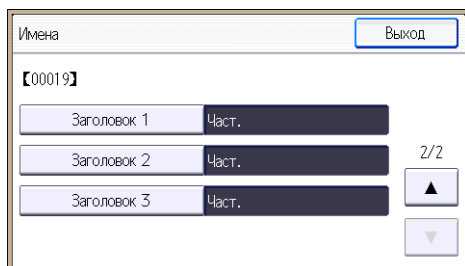 Имена Выход
【00019】
Заголовок 1 Част.
Заголовок 2 Част.
2/2
Заголовок 3 Част.